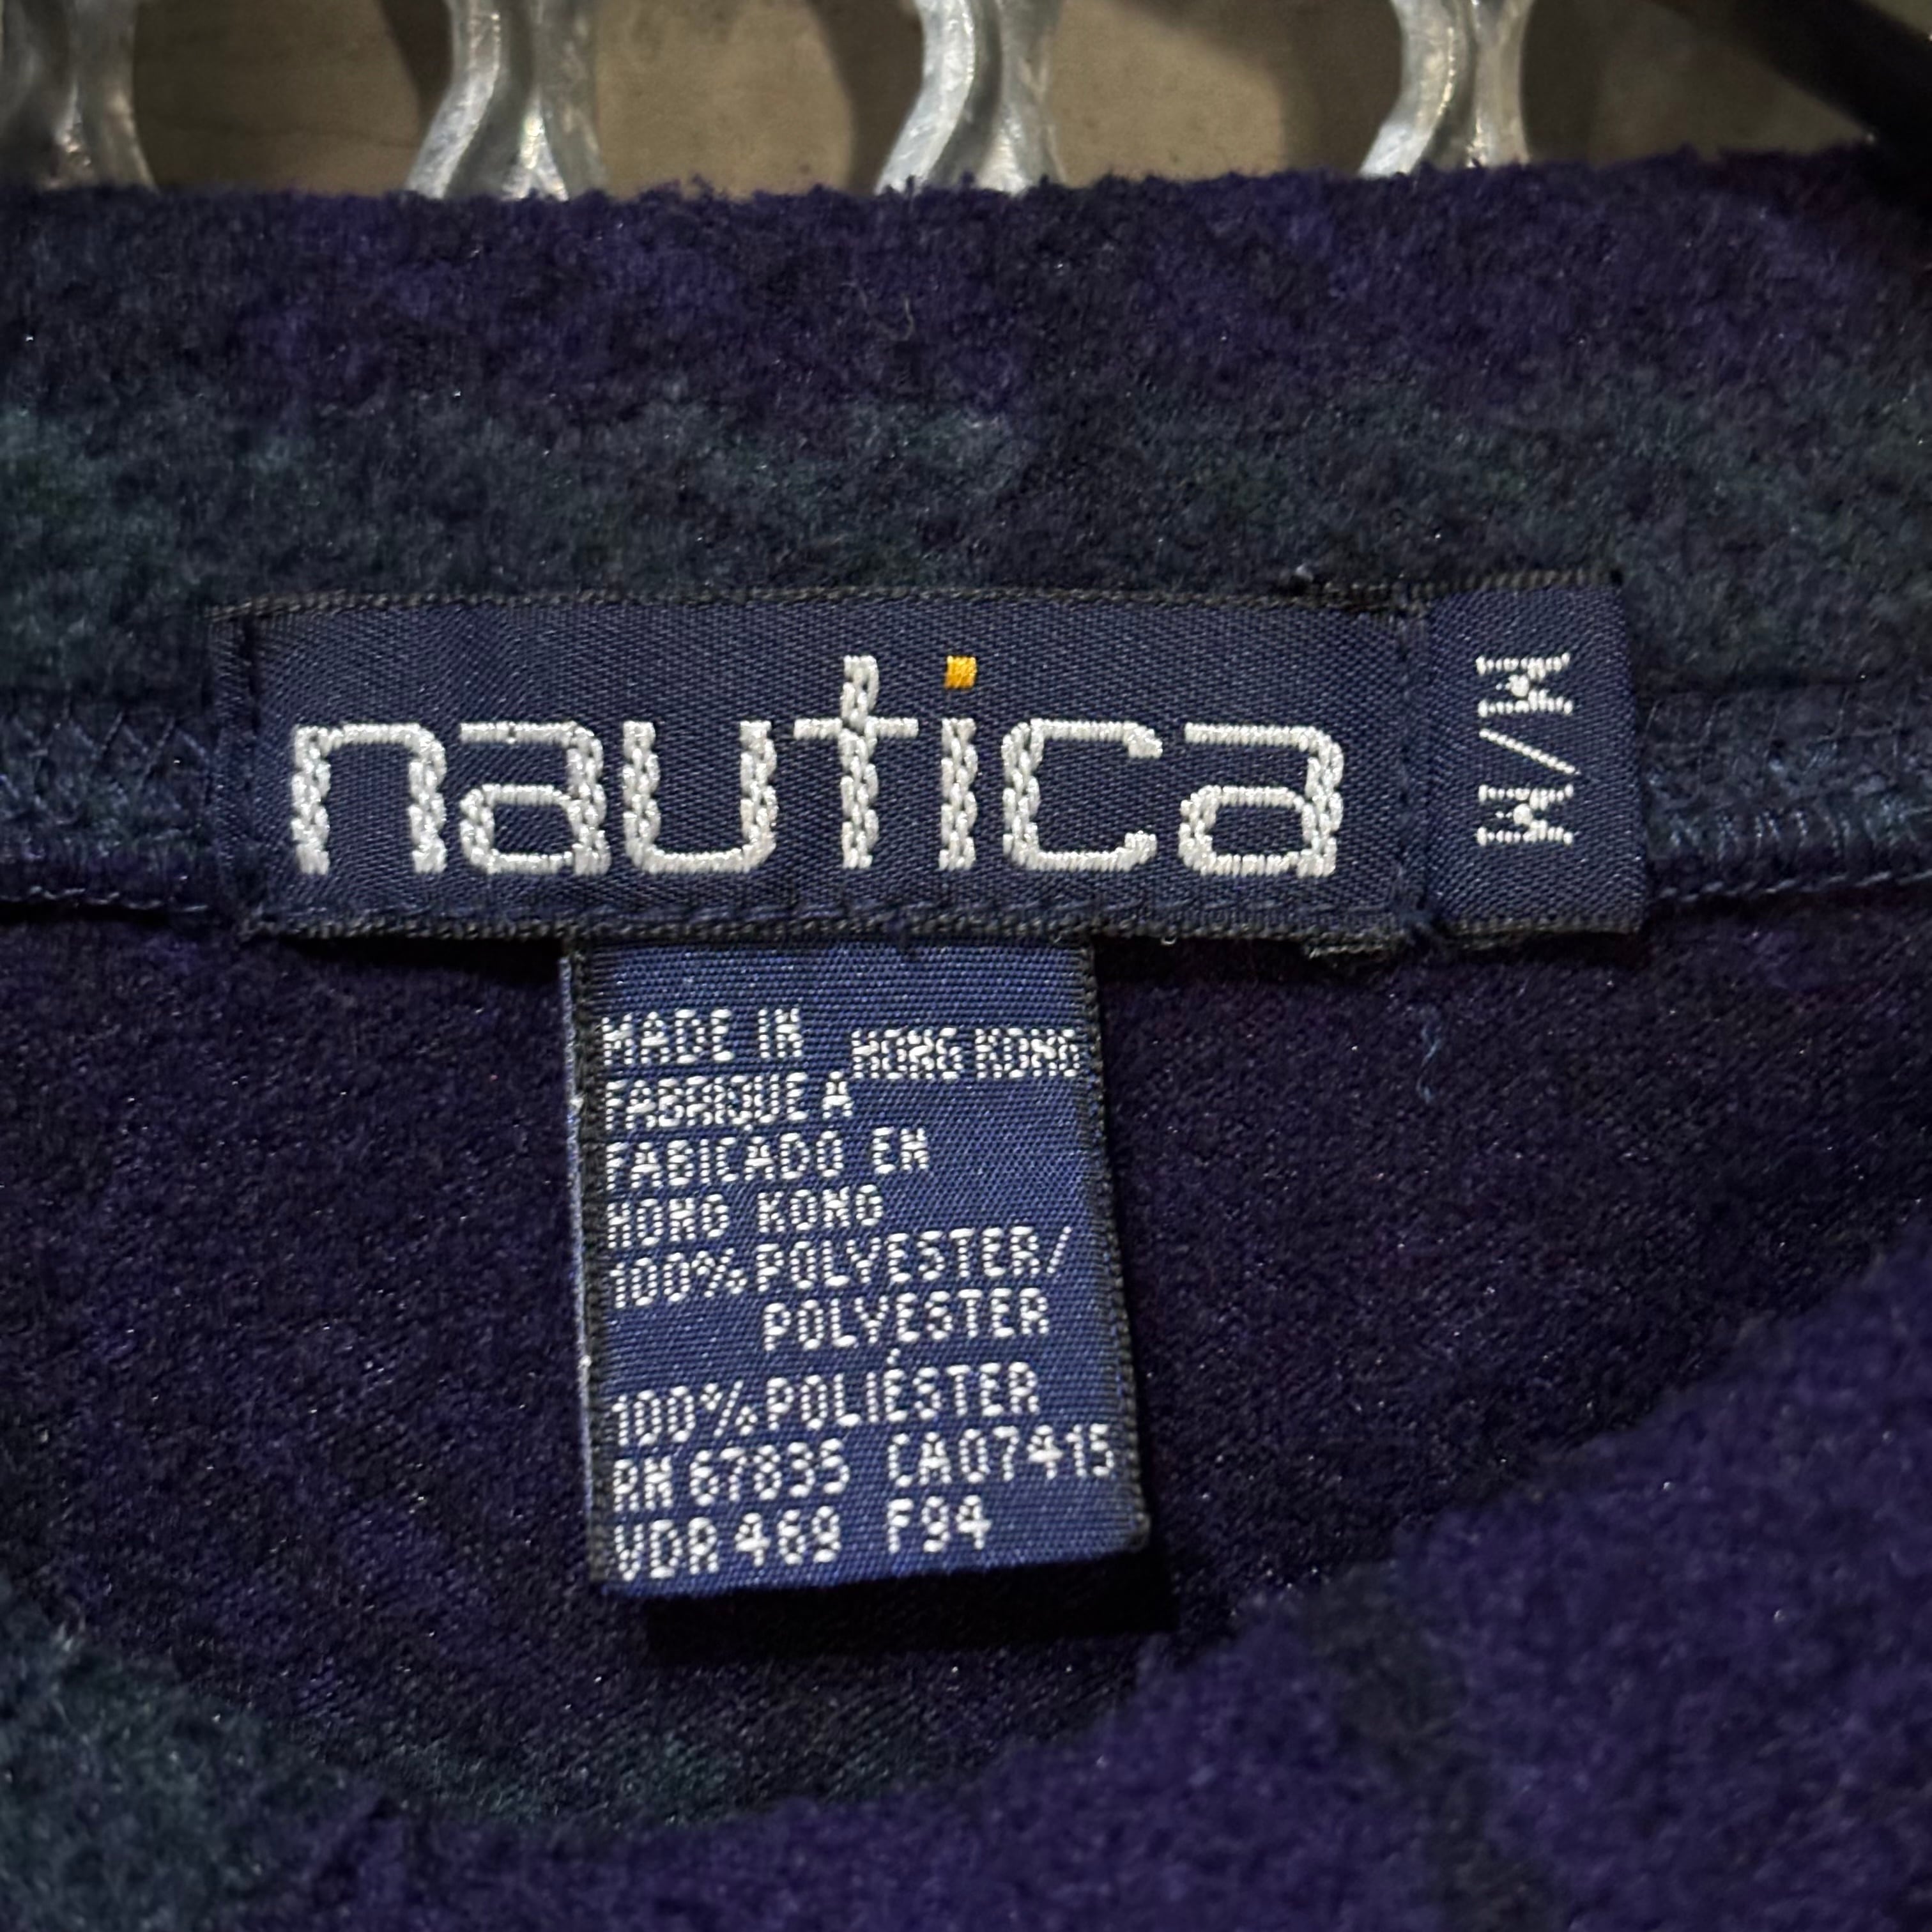 nautica
M/M
MADE IN HONG KONG
FABRIQUE A
FABICADO EN
HONG KONG
100% POLYESTER/
POLYESTER
100% POLIÉSTER
RN 67835 CA07415
VDR 469 F94